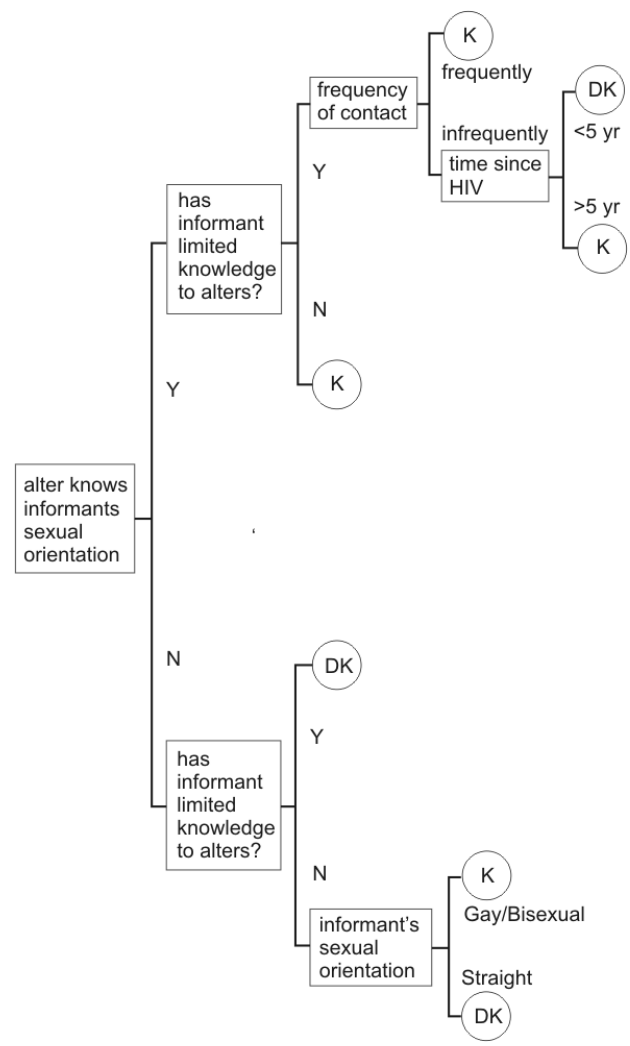 K
frequently
frequency
of contact
DK
<5 yr
infrequently
time since
HIV
Y
>5 yr
K
has
informant
limited
knowledge
to alters?
N
K
Y
alter knows
informants
sexual
orientation
N
DK
Y
has
informant
limited
knowledge
to alters?
N
K
Gay/Bisexual
informant's
sexual
orientation
Straight
DK